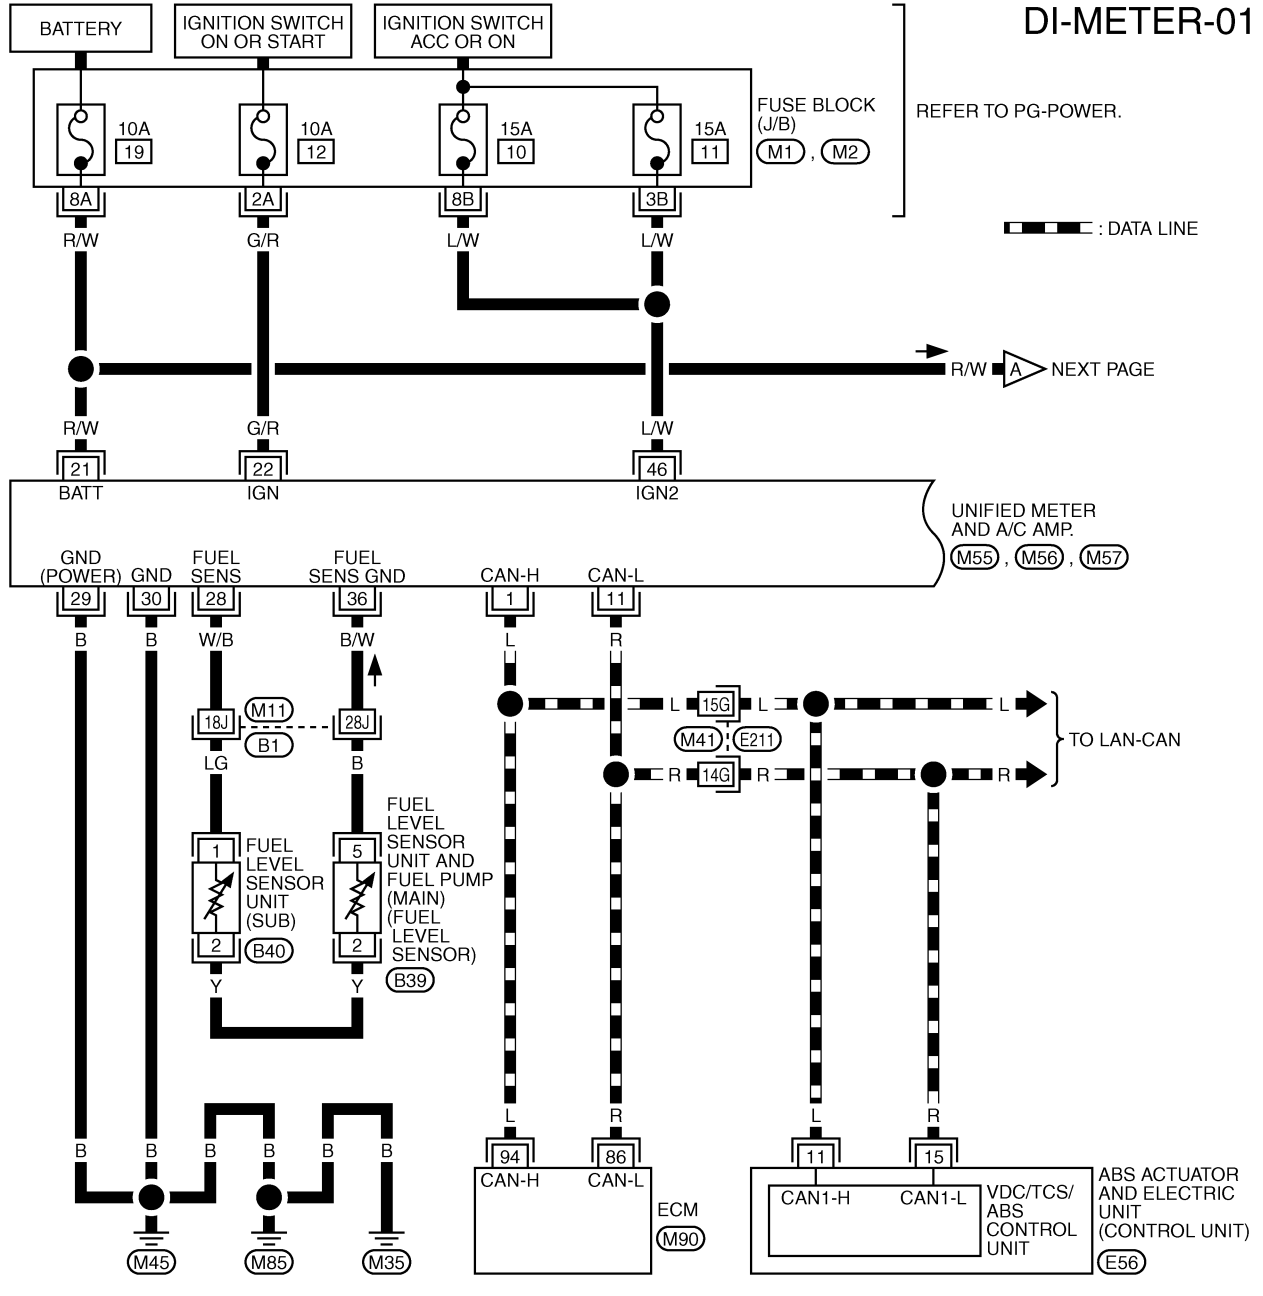 DI-METER-01
BATTERY
IGNITION SWITCH
ON OR START
IGNITION SWITCH
ACC OR ON
10A
19
10A
12
15A
10
15A
11
FUSE BLOCK
(J/B)
M1 , M2
REFER TO PG-POWER.
8A
2A
8B
3B
R/W
G/R
L/W
L/W
: DATA LINE
R/W
A
NEXT PAGE
R/W
G/R
L/W
21
22
46
BATT
IGN
IGN2
UNIFIED METER
AND A/C AMP.
M55 , M56 , M57
GND
(POWER)
GND
FUEL
SENS
FUEL
SENS GND
CAN-H
CAN-L
29
30
28
36
1
11
B
B
W/B
B/W
L
R
18J
M11
B1
28J
LG
B
L
15G
L
L
M41
E211
TO LAN-CAN
R
14G
R
R
1
FUEL
LEVEL
SENSOR
UNIT
(SUB)
2
B40
5
FUEL
LEVEL
SENSOR
UNIT AND
FUEL PUMP
(MAIN)
(FUEL
LEVEL
SENSOR)
2
B39
Y
Y
L
R
L
R
B
B
B
B
B
B
M45
M85
M35
94
86
CAN-H
CAN-L
ECM
M90
11
15
CAN1-H
CAN1-L
VDC/TCS/
ABS
CONTROL
UNIT
ABS ACTUATOR
AND ELECTRIC
UNIT
(CONTROL UNIT)
E56